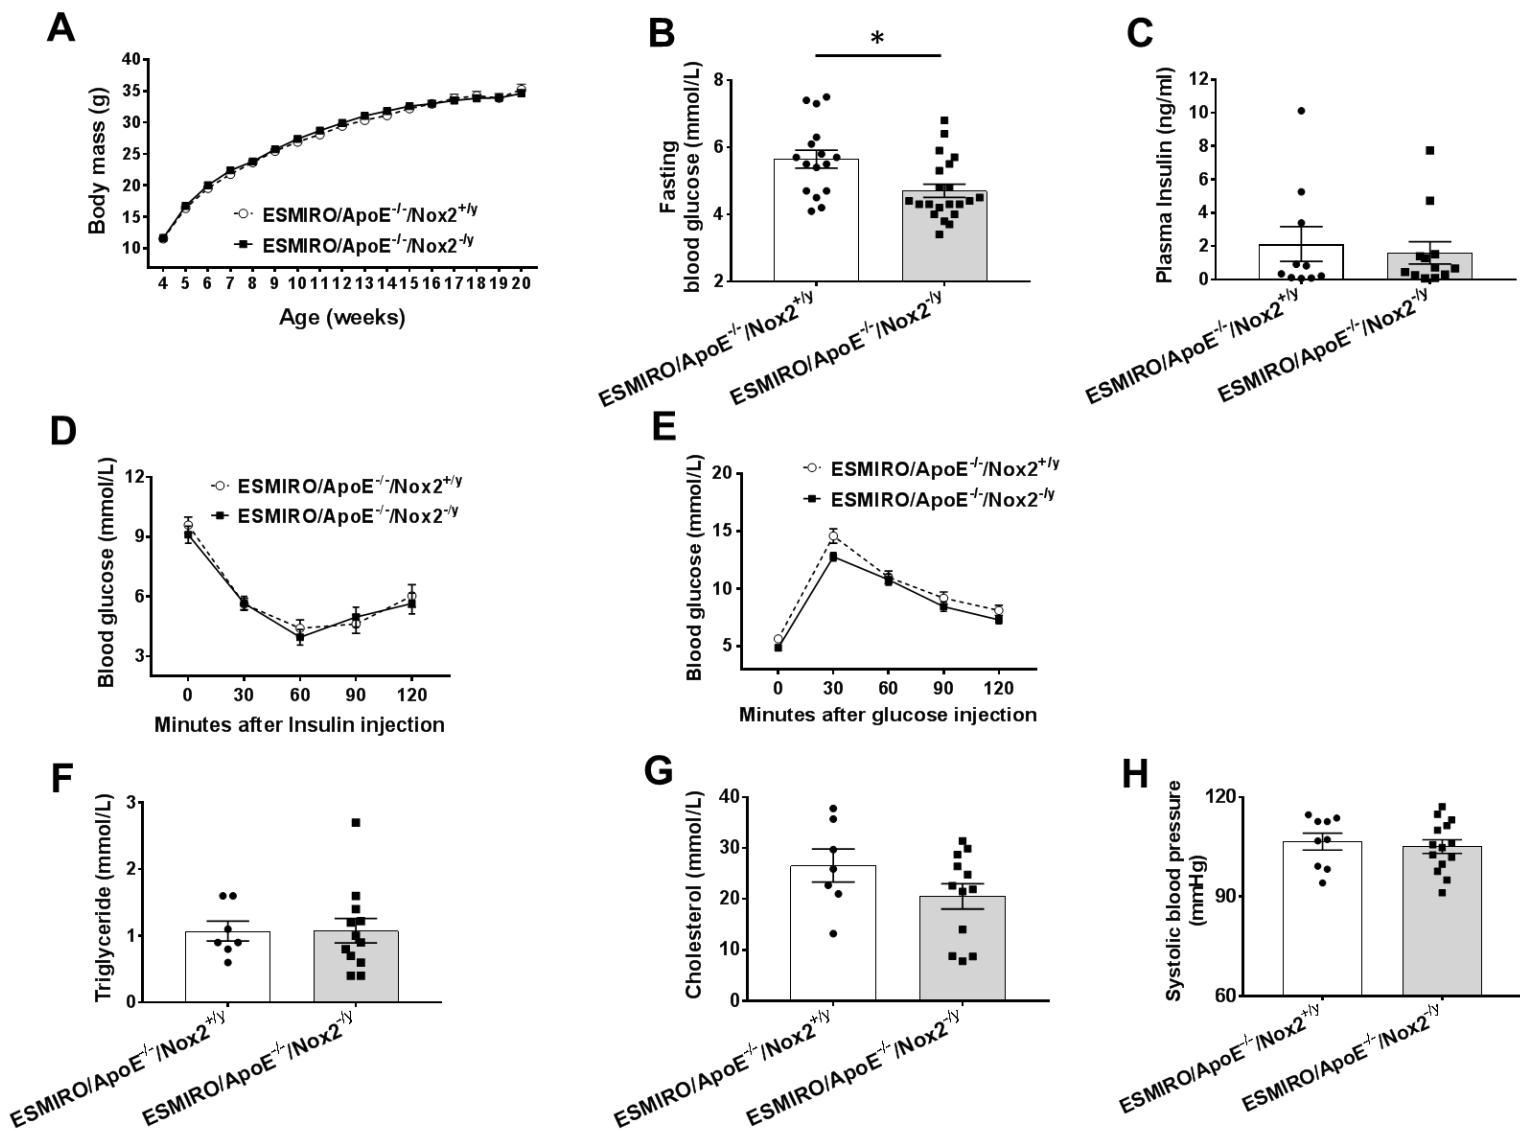 A
Body mass (g)
40
35
30
25
20
15
10
ESMIRO/ApoE-/-/Nox2+/y
ESMIRO/ApoE-/-/Nox2-/y
4 5 6 7 8 9 10 11 12 13 14 15 16 17 18 19 20
Age (weeks)
B
*
Fasting
blood glucose (mmol/L)
8
6
4
2
ESMIRO/ApoE-/-/Nox2+/y
ESMIRO/ApoE-/-/Nox2-/y
C
Plasma Insulin (ng/ml)
12
10
8
6
4
2
0
ESMIRO/ApoE-/-/Nox2+/y
ESMIRO/ApoE-/-/Nox2-/y
D
Blood glucose (mmol/L)
12
9
6
3
ESMIRO/ApoE-/-/Nox2+/y
ESMIRO/ApoE-/-/Nox2-/y
0 30 60 90 120
Minutes after Insulin injection
E
Blood glucose (mmol/L)
20
15
10
5
ESMIRO/ApoE-/-/Nox2+/y
ESMIRO/ApoE-/-/Nox2-/y
0 30 60 90 120
Minutes after glucose injection
F
Triglyceride (mmol/L)
3
2
1
0
ESMIRO/ApoE-/-/Nox2+/y
ESMIRO/ApoE-/-/Nox2-/y
G
Cholesterol (mmol/L)
40
30
20
10
0
ESMIRO/ApoE-/-/Nox2+/y
ESMIRO/ApoE-/-/Nox2-/y
H
Systolic blood pressure
(mmHg)
120
90
60
ESMIRO/ApoE-/-/Nox2+/y
ESMIRO/ApoE-/-/Nox2-/y